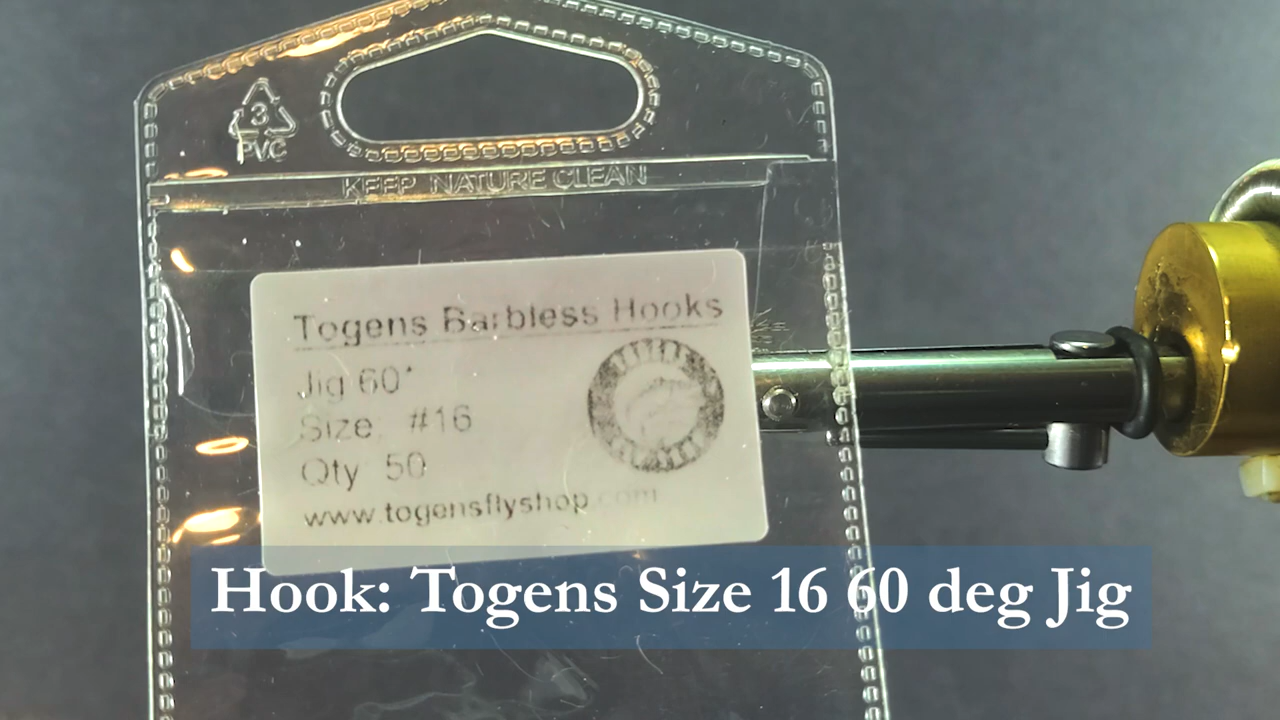 3
PVC
KEEP NATURE CLEAN
Togens Barbless Hooks
Jig 60°
Size: #16
Qty 50
www.togensflyshop.com
Hook: Togens Size 16 60 deg Jig